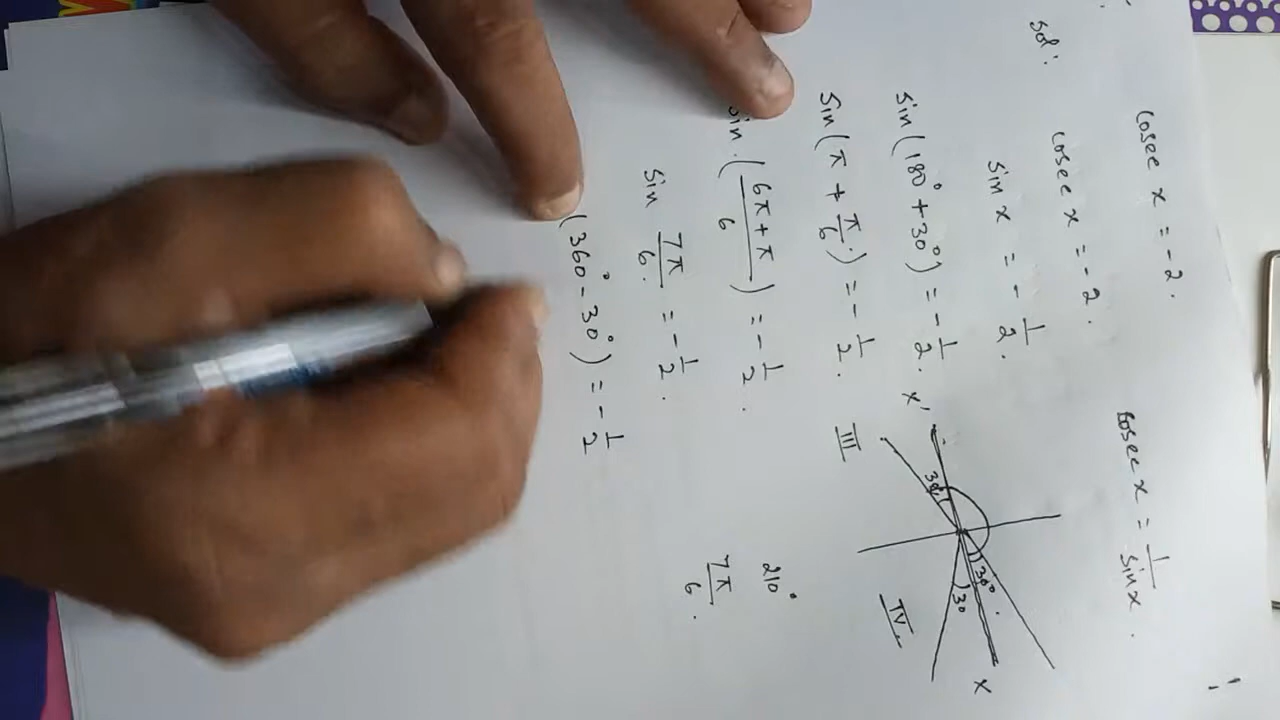 cosec x = -2.
Sol:
cosec x = -2.
cosec x = 1/sin x.
sin x = -1/2.
sin(180° + 30°) = -1/2.
sin(π + π/6.) = -1/2.
sin.(6π + π/6) = -1/2.
sin 7π/6. = -1/2.
(360° - 30°) = -1/2
x'
30°
30°.
30
x
III
IV
210°
7π/6.